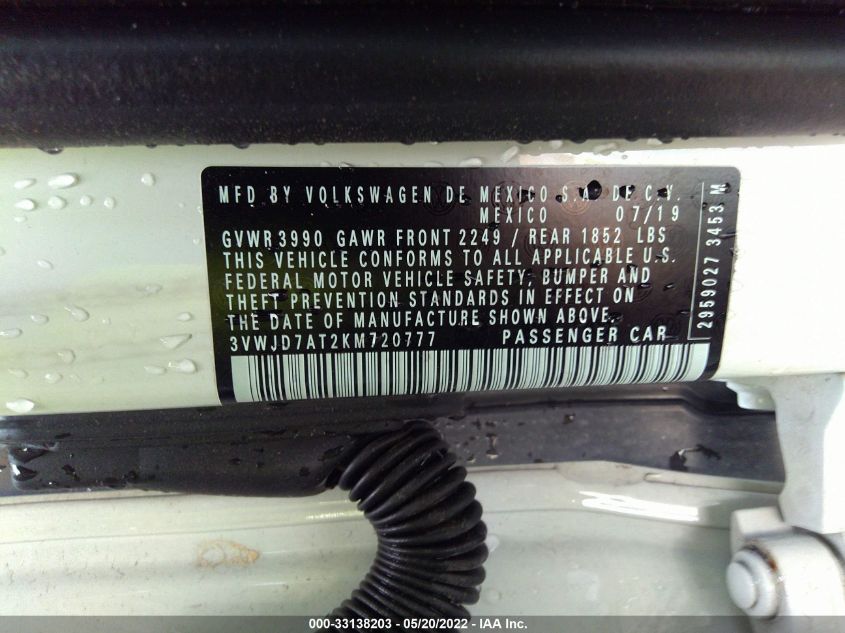 MFD BY VOLKSWAGEN DE MEXICO S.A. DE C.V.
MEXICO 07/19
GVWR 3990 GAWR FRONT 2249 / REAR 1852 LBS
THIS VEHICLE CONFORMS TO ALL APPLICABLE U.S.
FEDERAL MOTOR VEHICLE SAFETY, BUMPER AND
THEFT PREVENTION STANDARDS IN EFFECT ON
THE DATE OF MANUFACTURE SHOWN ABOVE.
3VWJD7AT2KM720777 PASSENGER CAR
2959027 3453 M
000-33138203 - 05/20/2022 - IAA Inc.